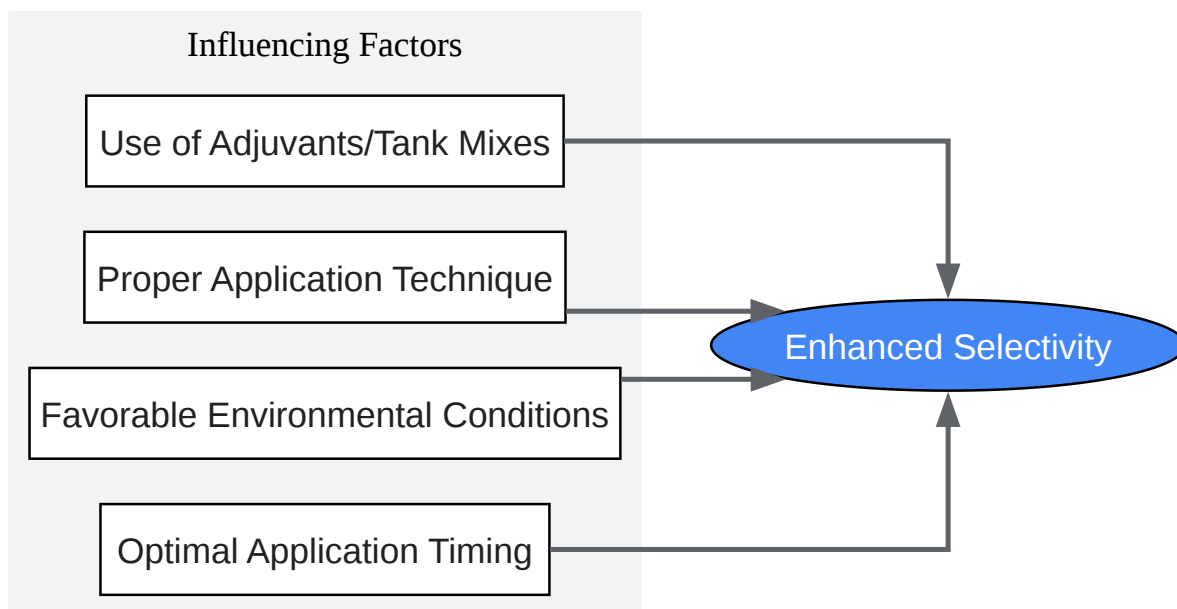 Influencing Factors
Use of Adjuvants/Tank Mixes
Proper Application Technique
Enhanced Selectivity
Favorable Environmental Conditions
Optimal Application Timing